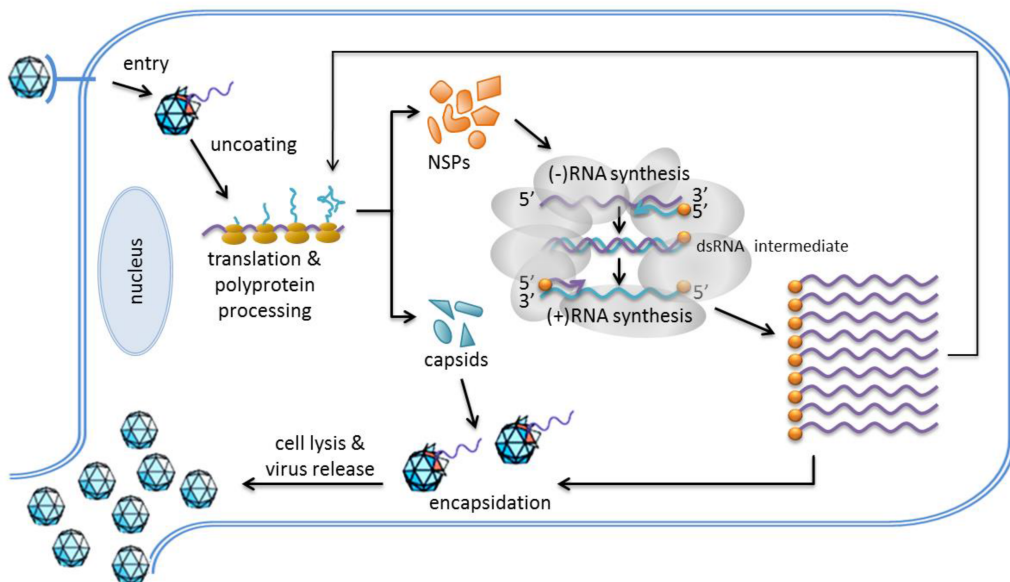 entry
uncoating
NSPs
(-)RNA synthesis
5’
3’
5’
dsRNA intermediate
nucleus
translation &
polyprotein
processing
5’
3’
5’
(+)RNA synthesis
capsids
cell lysis &
virus release
encapsidation